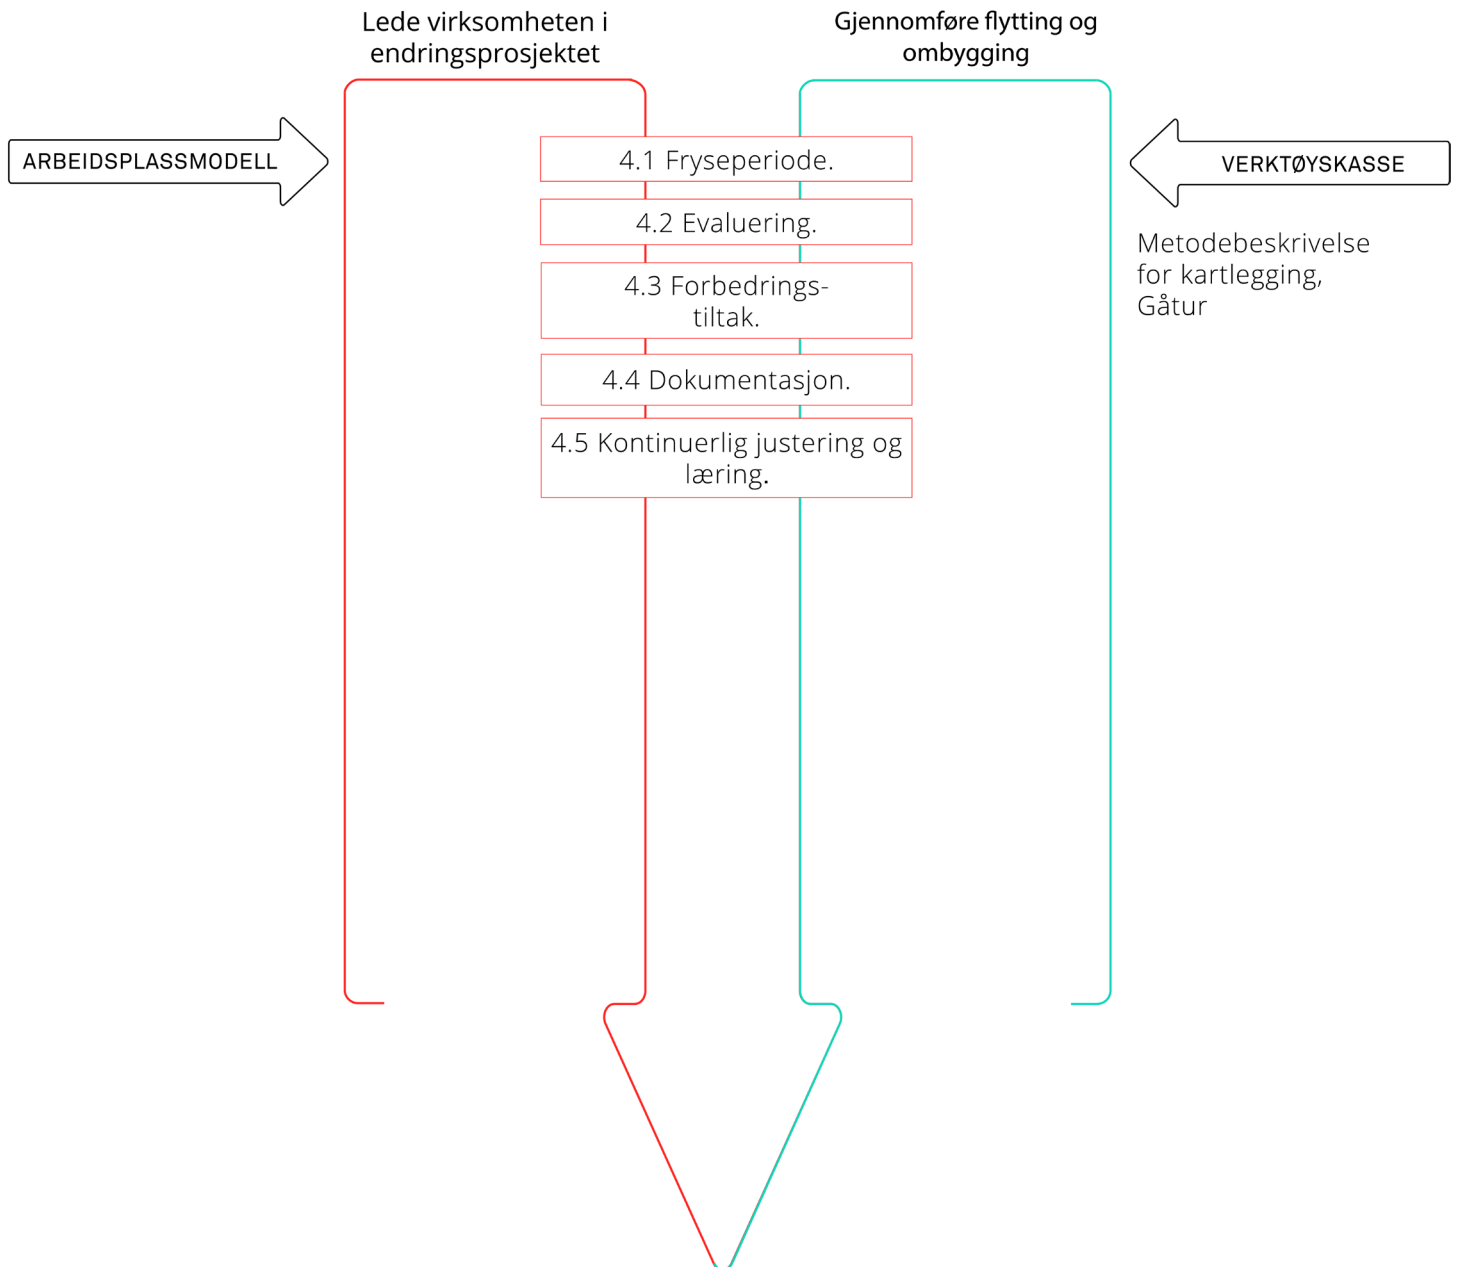 Lede virksomheten i
endringsprosjektet
Gjennomføre flytting og
ombygging
ARBEIDSPLASSMODELL
4.1 Fryseperiode.
4.2 Evaluering.
4.3 Forbedrings-
tiltak.
4.4 Dokumentasjon.
4.5 Kontinuerlig justering og
læring.
VERKTØYSKASSE
Metodebeskrivelse
for kartlegging,
Gåtur